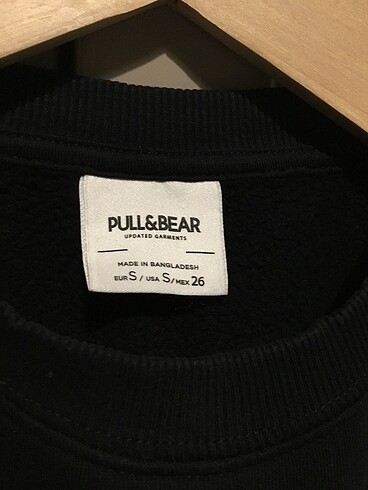 PULL&BEAR
UPDATED GARMENTS
MADE IN BANGLADESH
EUR S / USA S / MEX 26